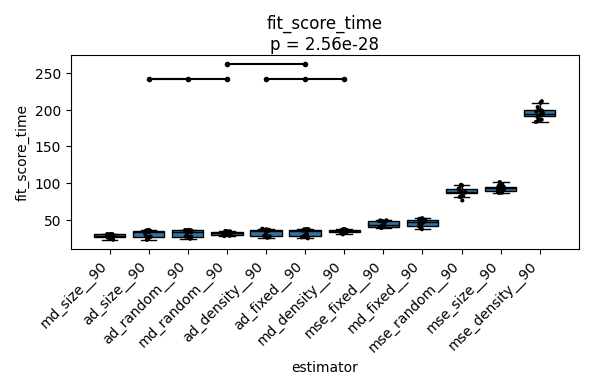 fit_score_time
p = 2.56e-28
250
200
150
100
50
fit_score_time
md_size__90
ad_size__90
ad_random__90
md_random__90
ad_density__90
ad_fixed__90
md_density__90
mse_fixed__90
md_fixed__90
mse_random__90
mse_size__90
mse_density__90
estimator